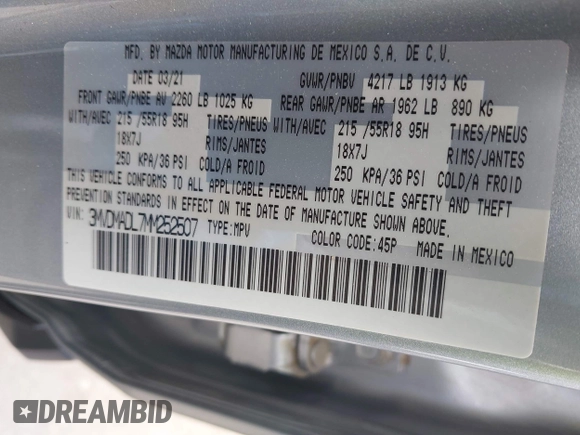 MFD. BY MAZDA MOTOR MANUFACTURING DE MEXICO S.A. DE C.V.
DATE 03/21 GVWR/PNBV 4217 LB 1913 KG
FRONT GAWR/PNBE AV 2260 LB 1025 KG REAR GAWR/PNBE AR 1962 LB 890 KG
WITH/AVEC 215 /55R18 95H TIRES/PNEUS WITH/AVEC 215 /55R18 95H TIRES/PNEUS
18X7J RIMS/JANTES 18X7J RIMS/JANTES
250 KPA/36 PSI COLD/A FROID 250 KPA/36 PSI COLD/A FROID
THIS VEHICLE CONFORMS TO ALL APPLICABLE FEDERAL MOTOR VEHICLE SAFETY AND THEFT
PREVENTION STANDARDS IN EFFECT ON THE DATE OF MANUFACTURE SHOWN ABOVE.
VIN: 3MVDMADL7MM252507 TYPE:MPV COLOR CODE:45P MADE IN MEXICO
DREAMBID